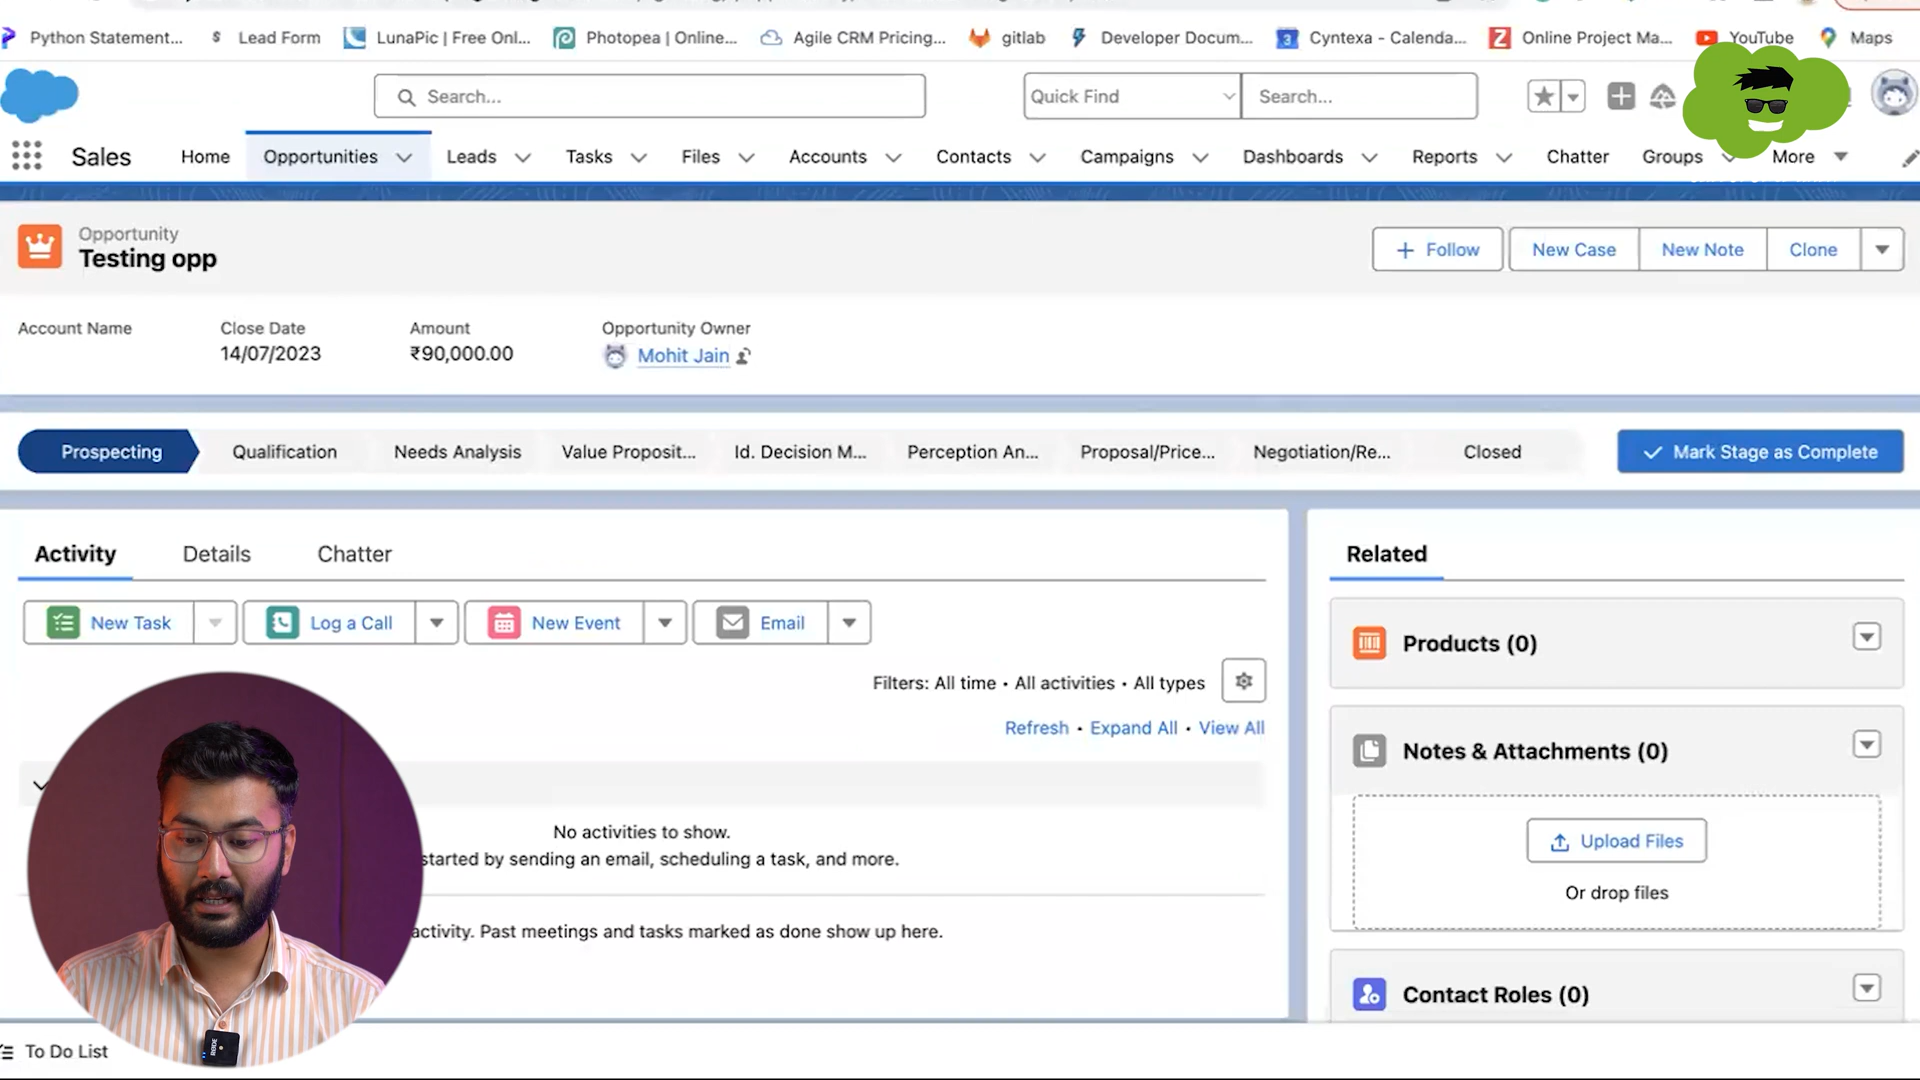 Python Statement...
Lead Form
LunaPic | Free Onl...
Photopea | Online...
Agile CRM Pricing...
gitlab
Developer Docum...
Cyntexa - Calenda...
Online Project Ma...
YouTube
Maps
Search...
Quick Find
Search...
Sales
Home
Opportunities
Leads
Tasks
Files
Accounts
Contacts
Campaigns
Dashboards
Reports
Chatter
Groups
More
Opportunity
Testing opp
Follow
New Case
New Note
Clone
Account Name
Close Date
14/07/2023
Amount
₹90,000.00
Opportunity Owner
Mohit Jain
Prospecting
Qualification
Needs Analysis
Value Proposit...
Id. Decision M...
Perception An...
Proposal/Price...
Negotiation/Re...
Closed
Mark Stage as Complete
Activity
Details
Chatter
New Task
Log a Call
New Event
Email
Filters: All time • All activities • All types
Refresh • Expand All • View All
No activities to show.
started by sending an email, scheduling a task, and more.
activity. Past meetings and tasks marked as done show up here.
Related
Products (0)
Notes & Attachments (0)
Upload Files
Or drop files
Contact Roles (0)
To Do List
RØDE